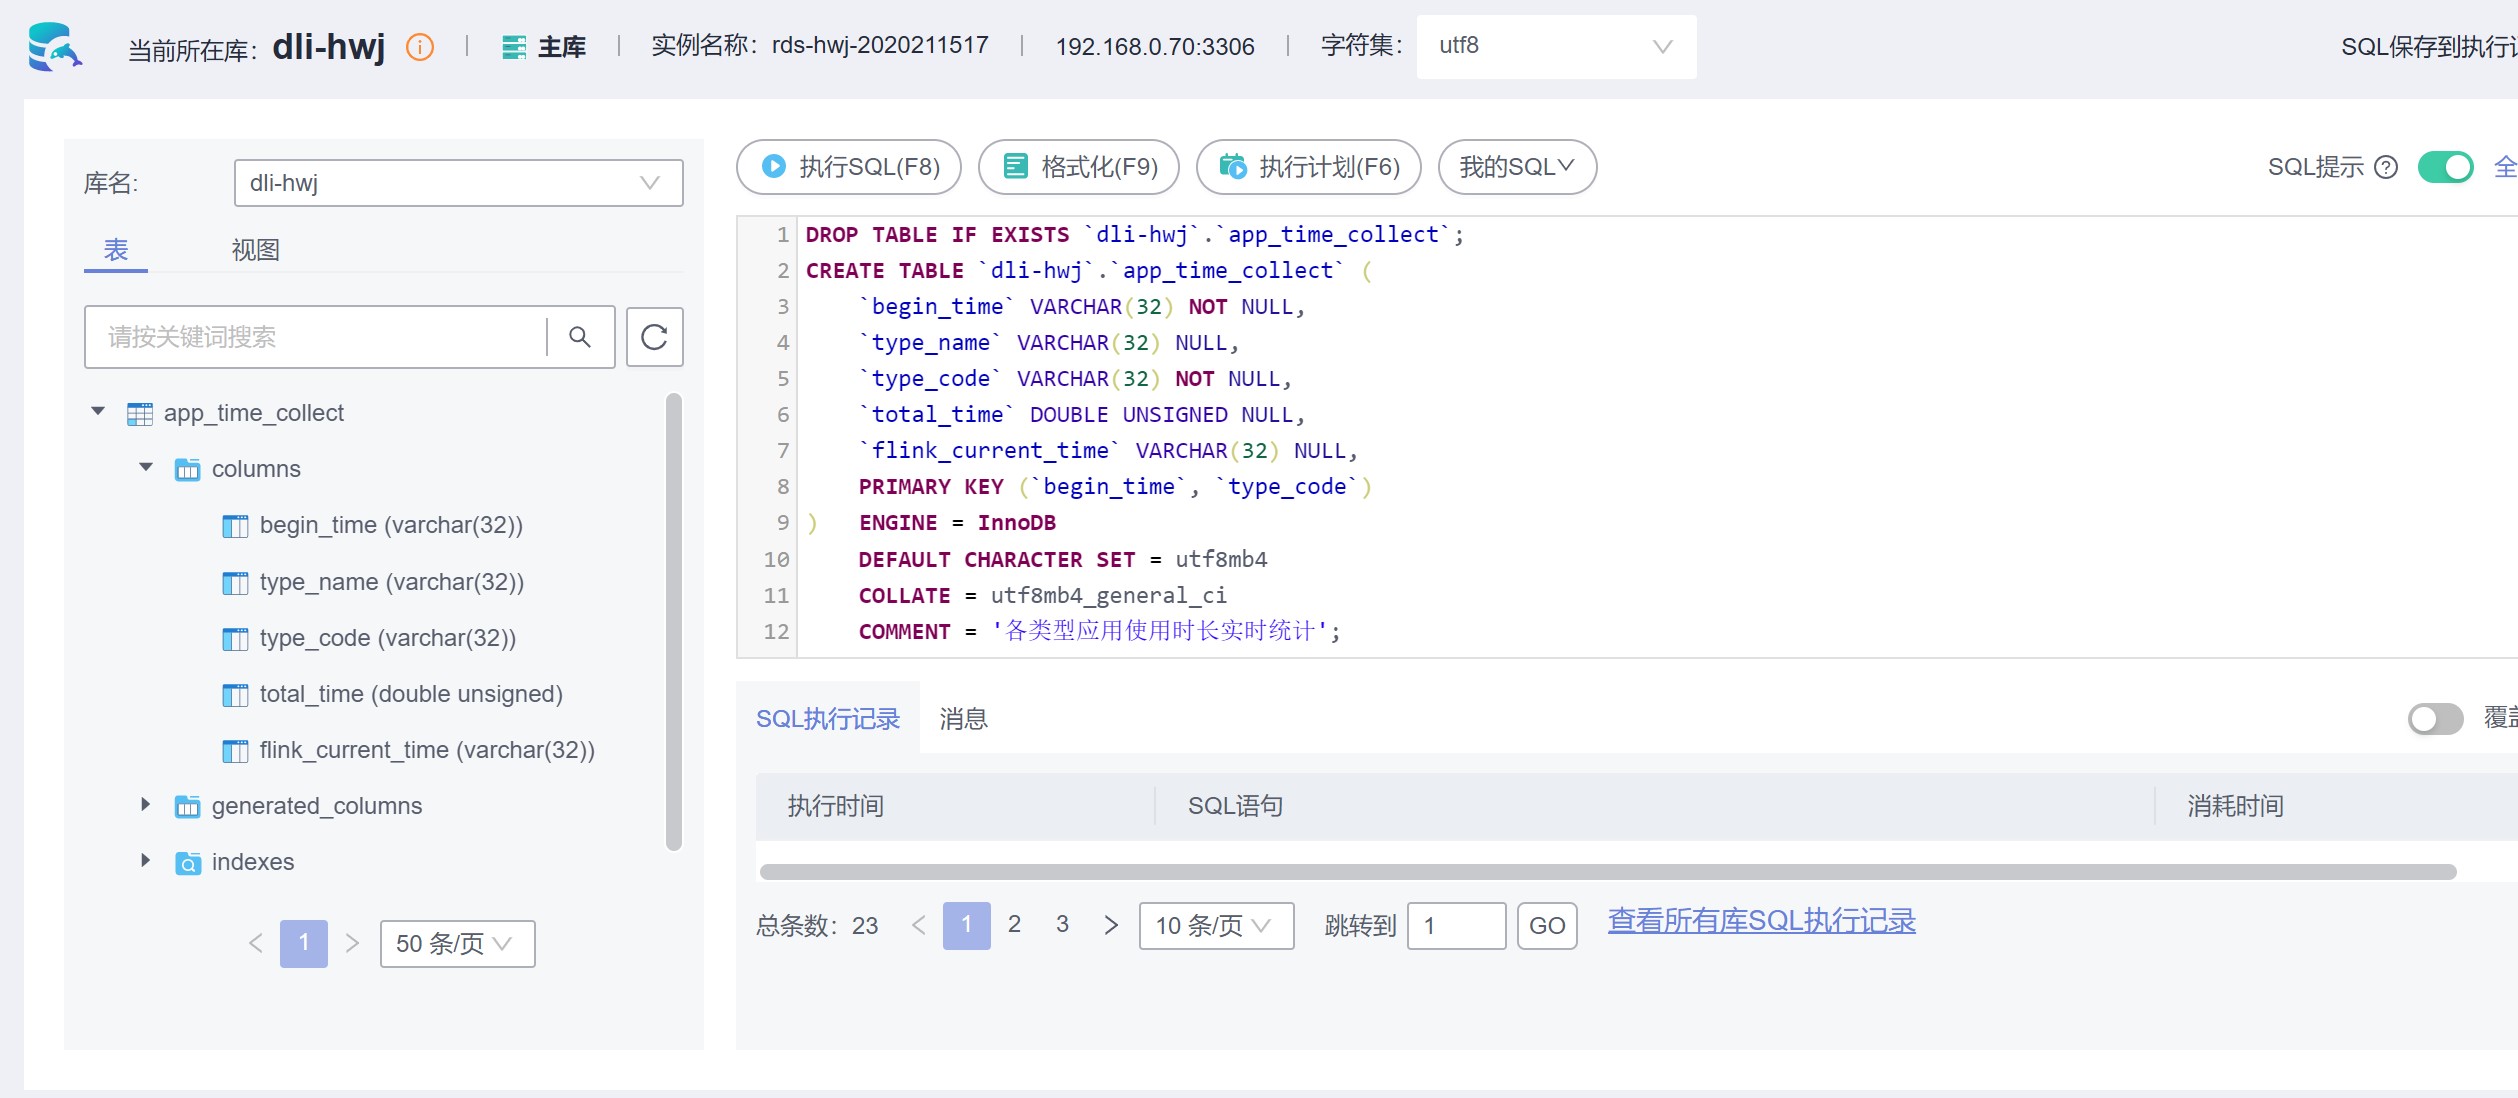 当前所在库: dli-hwj | 主库 | 实例名称: rds-hwj-2020211517 | 192.168.0.70:3306 | 字符集: utf8
SQL保存到执行
库名: dli-hwj
表 视图
请按关键词搜索
app_time_collect
columns
begin_time (varchar(32))
type_name (varchar(32))
type_code (varchar(32))
total_time (double unsigned)
flink_current_time (varchar(32))
generated_columns
indexes
< 1 > 50 条/页
执行SQL(F8) 格式化(F9) 执行计划(F6) 我的SQL
SQL提示 全
1 DROP TABLE IF EXISTS `dli-hwj`.`app_time_collect`;
2 CREATE TABLE `dli-hwj`.`app_time_collect` (
3 `begin_time` VARCHAR(32) NOT NULL,
4 `type_name` VARCHAR(32) NULL,
5 `type_code` VARCHAR(32) NOT NULL,
6 `total_time` DOUBLE UNSIGNED NULL,
7 `flink_current_time` VARCHAR(32) NULL,
8 PRIMARY KEY (`begin_time`, `type_code`)
9 ) ENGINE = InnoDB
10 DEFAULT CHARACTER SET = utf8mb4
11 COLLATE = utf8mb4_general_ci
12 COMMENT = '各类型应用使用时长实时统计';
SQL执行记录 消息 覆盖
执行时间 SQL语句 消耗时间
总条数: 23 < 1 2 3 > 10 条/页 跳转到 1 GO 查看所有库SQL执行记录